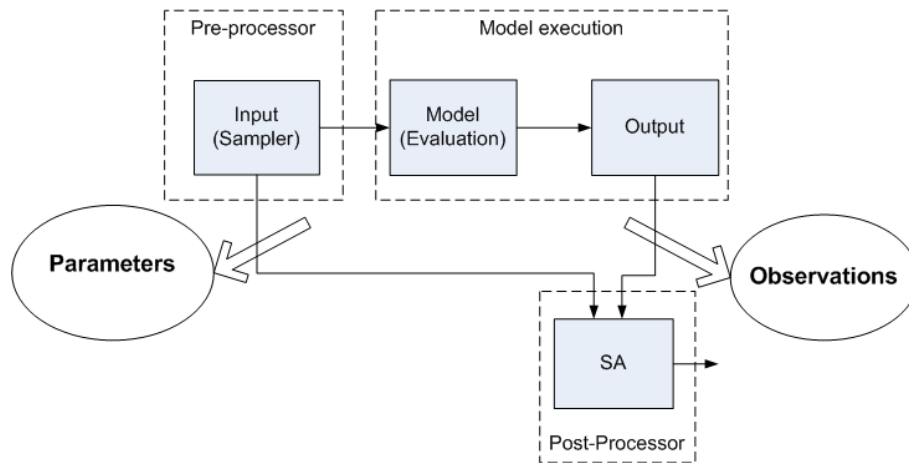 Pre-processor
Model execution
Input
(Sampler)
Model
(Evaluation)
Output
Parameters
Observations
SA
Post-Processor